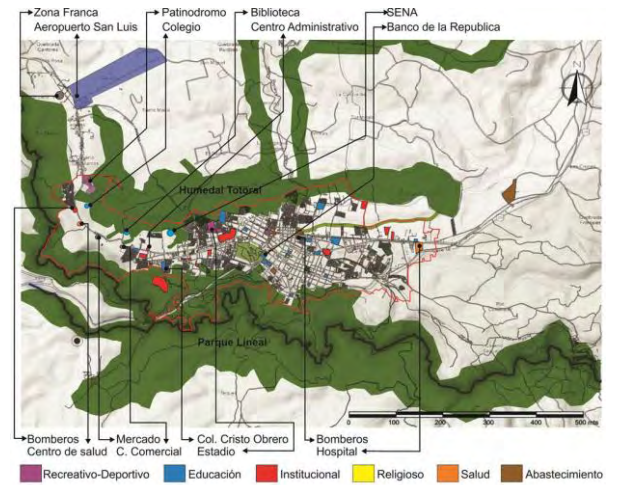 Zona Franca
Aeropuerto San Luis
Patinodromo
Colegio
Biblioteca
Centro Administrativo
SENA
Banco de la Republica
Humedal Totoral
Parque Lineal
N
0 100 200 300 400 500 mts
Bomberos
Centro de salud
Mercado
C. Comercial
Col. Cristo Obrero
Estadio
Bomberos
Hospital
Recreativo-Deportivo
Educación
Institucional
Religioso
Salud
Abastecimiento